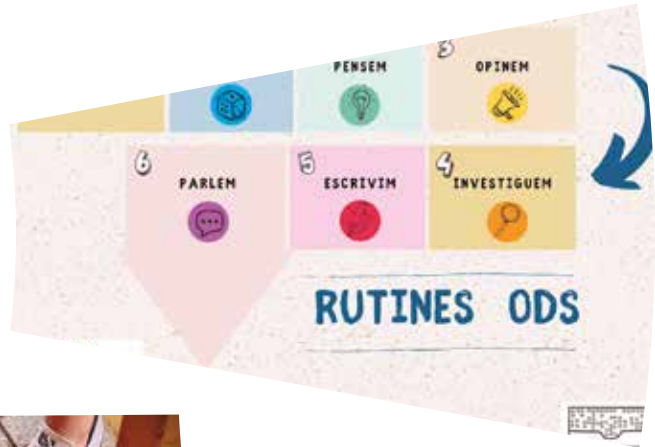 3
PENSEM
OPINEM
6
PARLEM
5
ESCRIVIM
4
INVESTIGUEM
RUTINES ODS